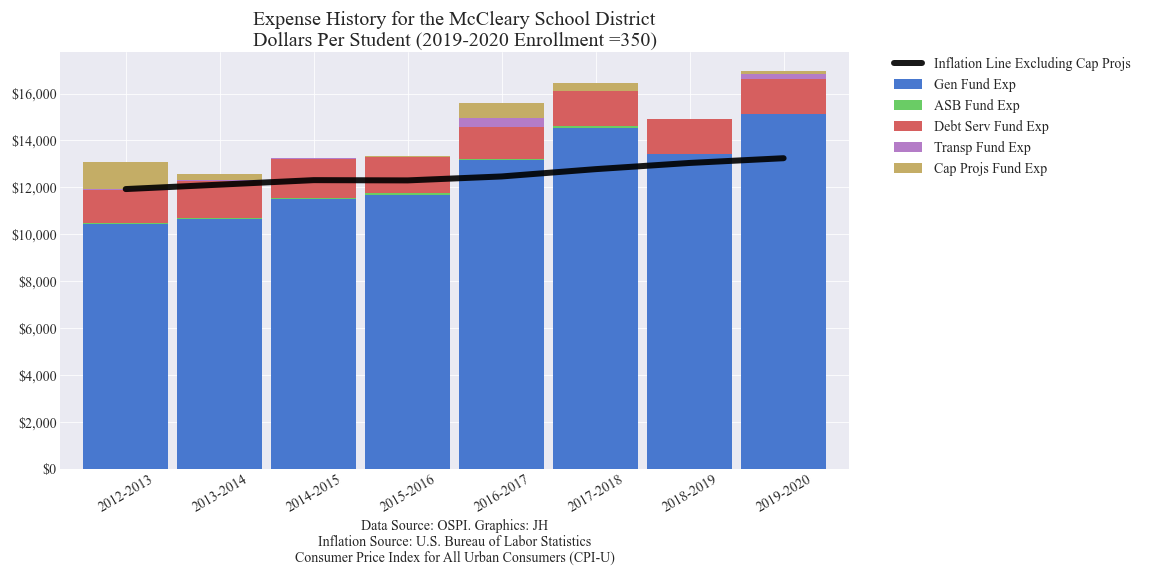 Expense History for the McCleary School District
Dollars Per Student (2019-2020 Enrollment =350)
$16,000
$14,000
$12,000
$10,000
$8,000
$6,000
$4,000
$2,000
$0
2012-2013
2013-2014
2014-2015
2015-2016
2016-2017
2017-2018
2018-2019
2019-2020
Data Source: OSPI. Graphics: JH
Inflation Source: U.S. Bureau of Labor Statistics
Consumer Price Index for All Urban Consumers (CPI-U)
Inflation Line Excluding Cap Projs
Gen Fund Exp
ASB Fund Exp
Debt Serv Fund Exp
Transp Fund Exp
Cap Projs Fund Exp